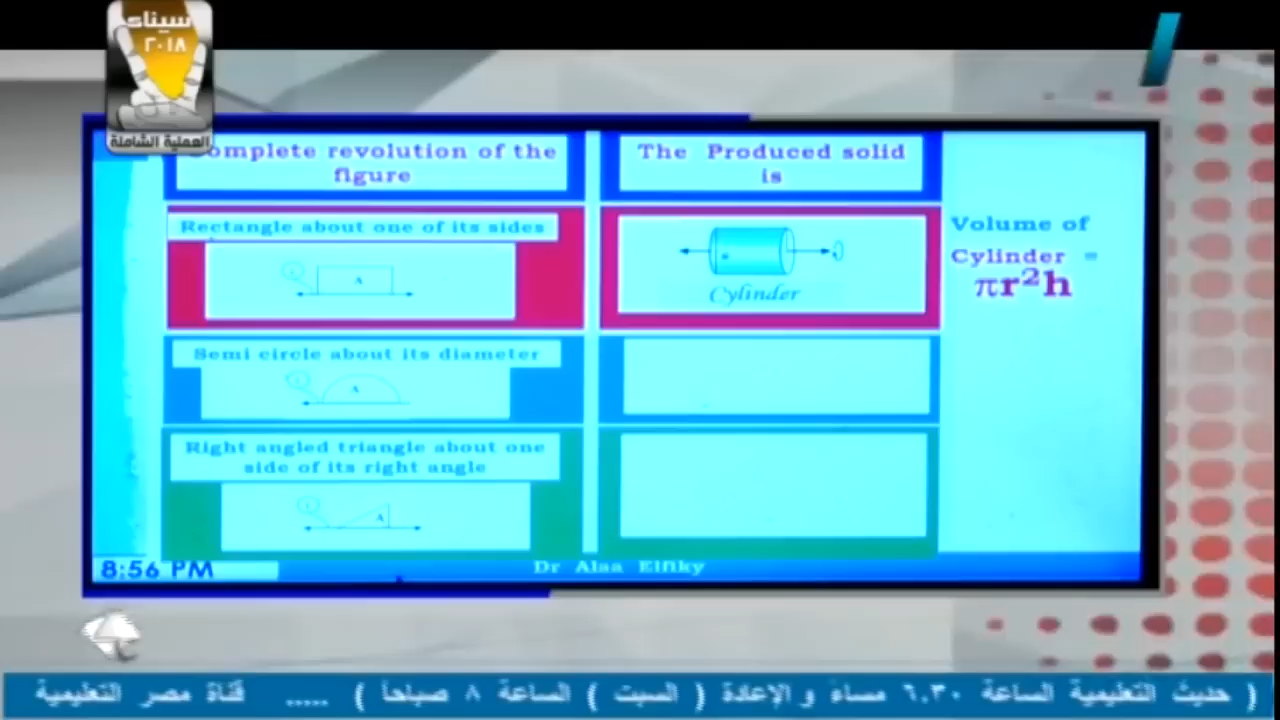 سيناء
٢٠١٨
العملية الشاملة
Complete revolution of the
figure
The Produced solid
is
Rectangle about one of its sides
A
Cylinder
Volume of
Cylinder =
πr²h
Semi circle about its diameter
A
Right angled triangle about one
side of its right angle
A
8:56 PM
Dr Alaa Elfiky
( حديث التعليمية الساعة ٦.٣٠ مساءً والإعادة ( السبت ) الساعة ٨ صباحاً ) ..... قناة مصر التعليمية